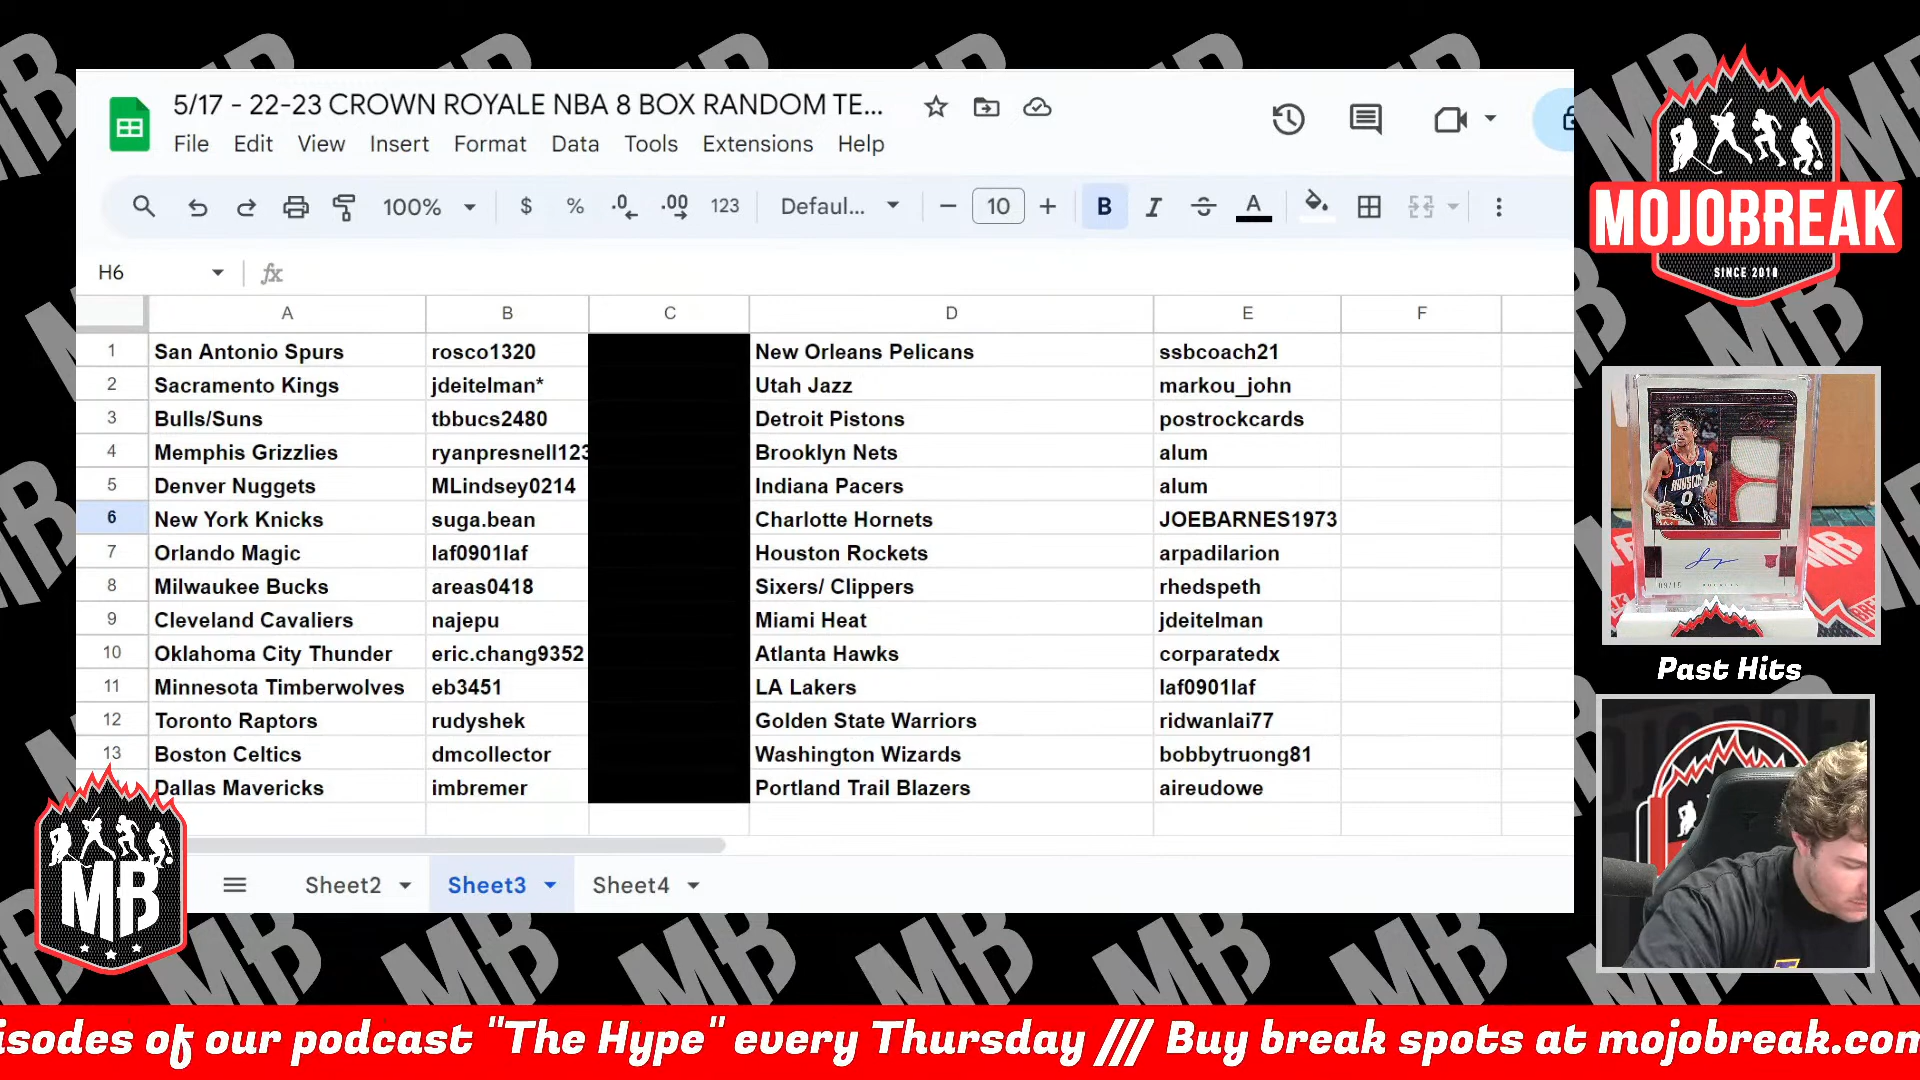 5/17 - 22-23 CROWN ROYALE NBA 8 BOX RANDOM TE...
File Edit View Insert Format Data Tools Extensions Help
100% $ % .0 .00 123 Defaul... 10 B I S A
H6 fx
A B C D E F
1 San Antonio Spurs rosco1320 New Orleans Pelicans ssbcoach21
2 Sacramento Kings jdeitelman* Utah Jazz markou_john
3 Bulls/Suns tbbucs2480 Detroit Pistons postrockcards
4 Memphis Grizzlies ryanpresnell123 Brooklyn Nets alum
5 Denver Nuggets MLindsey0214 Indiana Pacers alum
6 New York Knicks suga.bean Charlotte Hornets JOEBARNES1973
7 Orlando Magic laf0901laf Houston Rockets arpadilarion
8 Milwaukee Bucks areas0418 Sixers/ Clippers rhedspeth
9 Cleveland Cavaliers najepu Miami Heat jdeitelman
10 Oklahoma City Thunder eric.chang9352 Atlanta Hawks corparatedx
11 Minnesota Timberwolves eb3451 LA Lakers laf0901laf
12 Toronto Raptors rudyshek Golden State Warriors ridwanlai77
13 Boston Celtics dmcollector Washington Wizards bobbytruong81
Dallas Mavericks imbremer Portland Trail Blazers aireudowe
Sheet2 Sheet3 Sheet4
MB
MOJOBREAK
SINCE 2010
HOUSTON
0
Past Hits
isodes of our podcast "The Hype" every Thursday /// Buy break spots at mojobreak.com